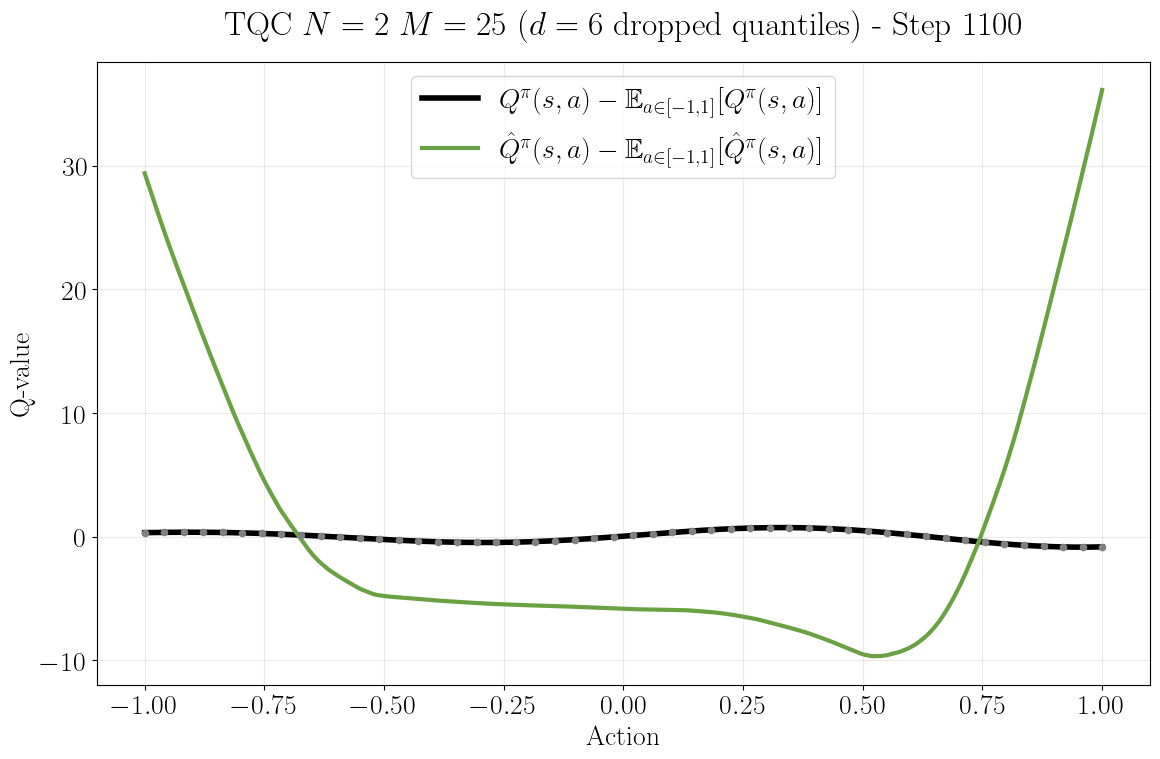 TQC N = 2 M = 25 (d = 6 dropped quantiles) - Step 1100
Q^π(s, a) − 𝔼_{a∈[−1,1]}[Q^π(s, a)]
Q̂^π(s, a) − 𝔼_{a∈[−1,1]}[Q̂^π(s, a)]
30
20
10
0
−10
Q-value
−1.00 −0.75 −0.50 −0.25 0.00 0.25 0.50 0.75 1.00
Action